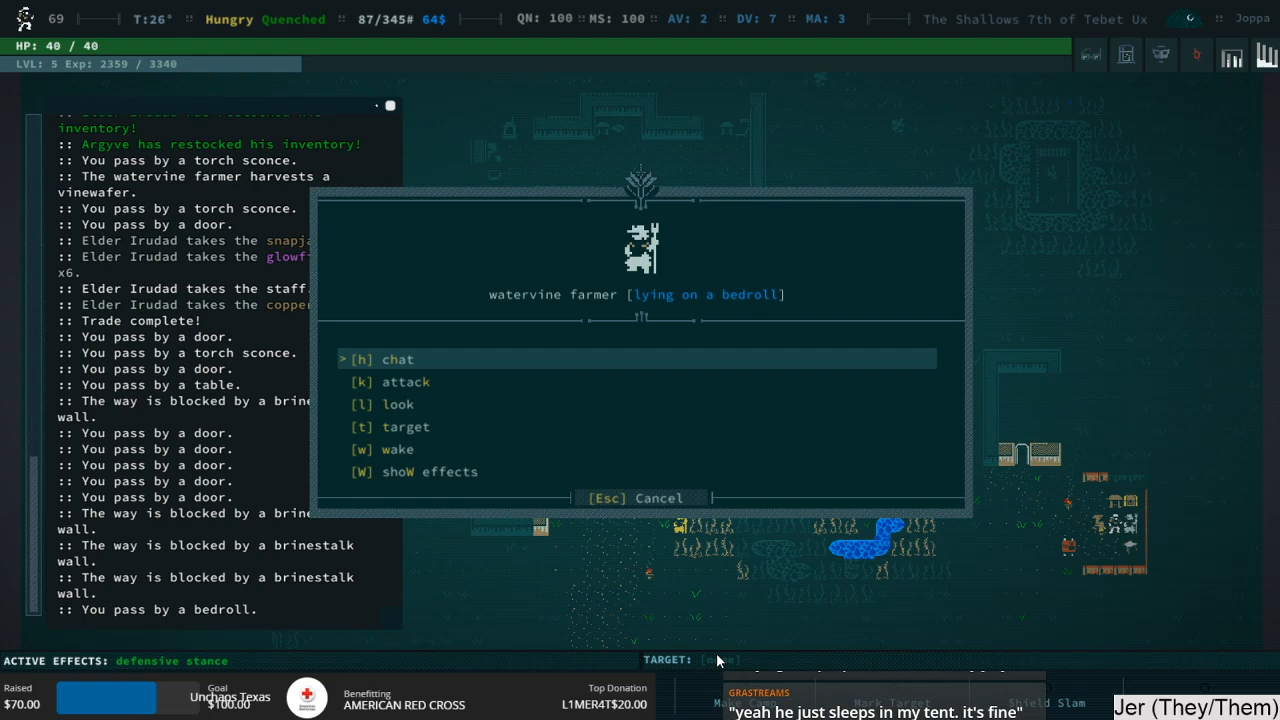 69 T:26° Hungry Quenched :: 87/345# 64$ QN: 100 :: MS: 100 :: AV: 2 :: DV: 7 :: MA: 3 The Shallows 7th of Tebet Ux :: Joppa
HP: 40 / 40
LVL: 5 Exp: 2359 / 3340
inventory!
:: Argyve has restocked his inventory!
:: You pass by a torch sconce.
:: The watervine farmer harvests a
vinewafer.
:: You pass by a torch sconce.
:: You pass by a door.
:: Elder Irudad takes the
:: Elder Irudad takes the
x6.
:: Elder Irudad takes the staff
:: Elder Irudad takes the
:: Trade complete!
:: You pass by a door.
:: You pass by a torch sconce.
:: You pass by a door.
:: You pass by a table.
:: The way is blocked by a
wall.
:: You pass by a door.
:: You pass by a door.
:: You pass by a door.
:: You pass by a door.
:: You pass by a door.
:: The way is blocked by a
wall.
:: The way is blocked by a brinestalk
wall.
:: The way is blocked by a brinestalk
wall.
:: You pass by a bedroll.
watervine farmer [lying on a bedroll]
> [h] chat
[k] attack
[l] look
[t] target
[w] wake
[W] shoW effects
[Esc] Cancel
ACTIVE EFFECTS: defensive stance
TARGET: [none]
Raised
$70.00
Goal
Unchaos Texas
Benefitting
AMERICAN RED CROSS
Top Donation
L1MER4T$20.00
GRASTREAMS
"yeah he just sleeps in my tent. it's fine"
Make Camp
Mark Target
Shield Slam
Jer (They/Them)